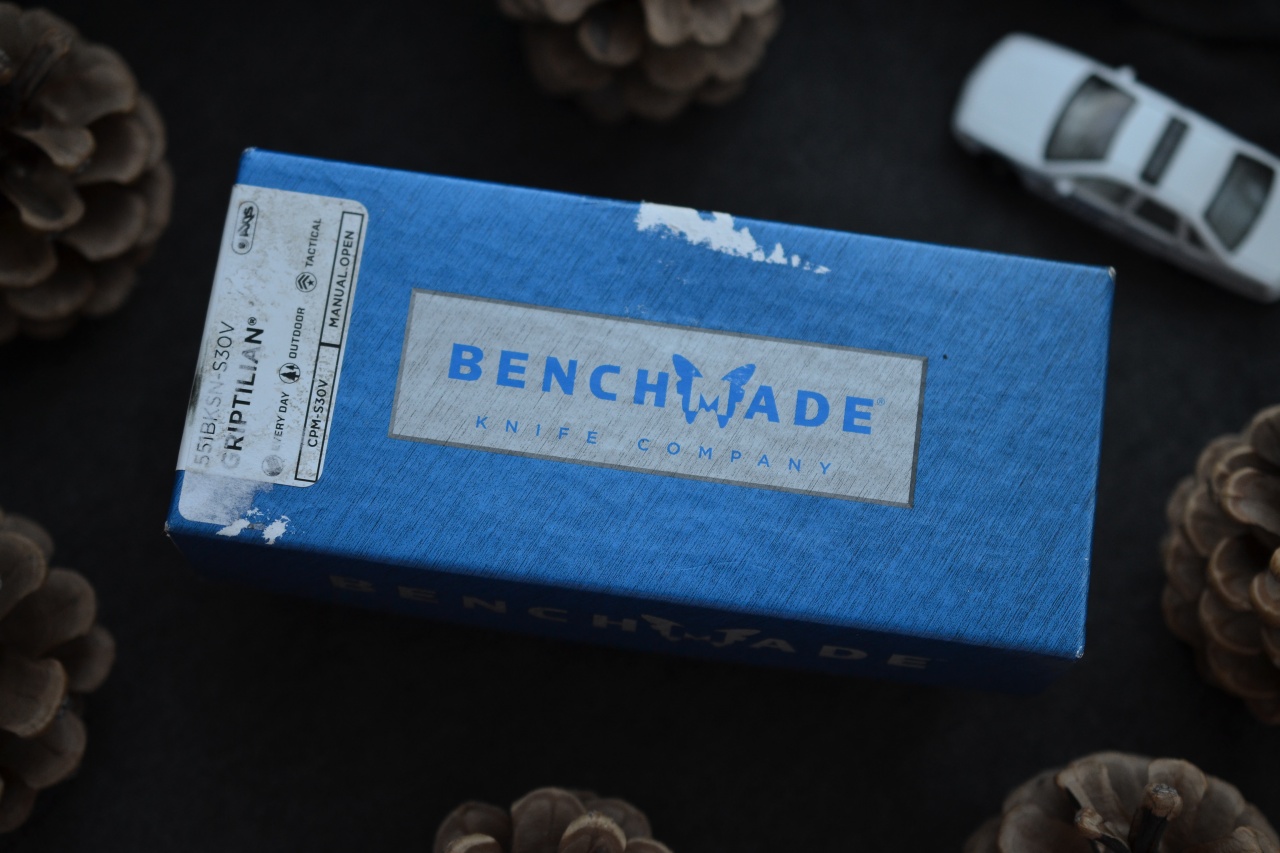 AXIS
551BKSN-S30V
GRIPTILIAN®
EVERY DAY OUTDOOR TACTICAL
CPM-S30V MANUAL OPEN
BENCHMADE®
KNIFE COMPANY
BENCHMADE